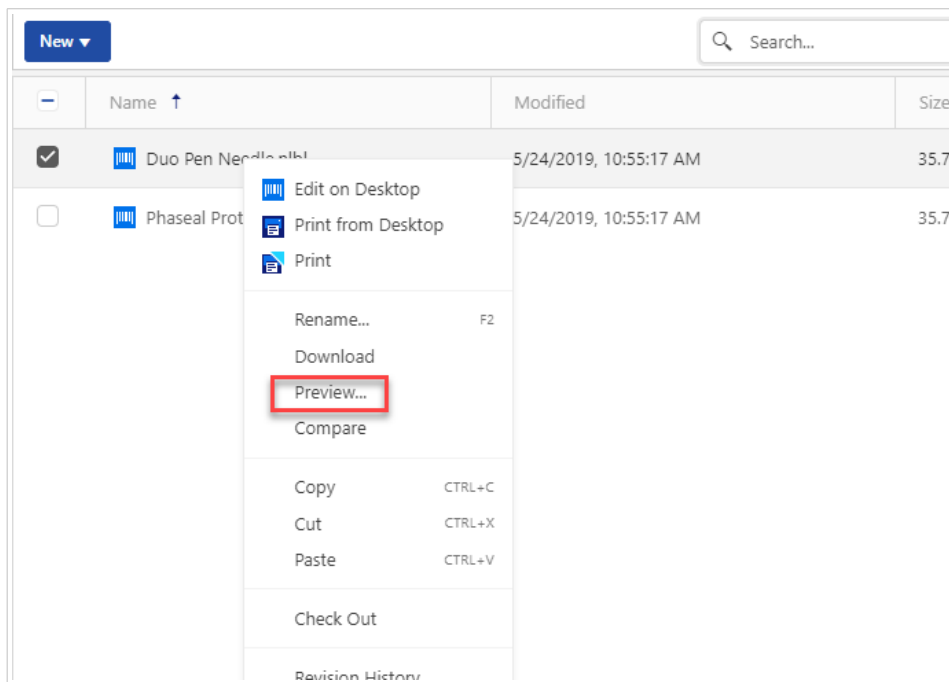 New
Search...
Name Modified Size
Duo Pen Needle.nlbl 5/24/2019, 10:55:17 AM 35.7
Phaseal Prot 5/24/2019, 10:55:17 AM 35.7
Edit on Desktop
Print from Desktop
Print
Rename... F2
Download
Preview...
Compare
Copy CTRL+C
Cut CTRL+X
Paste CTRL+V
Check Out
Revision History